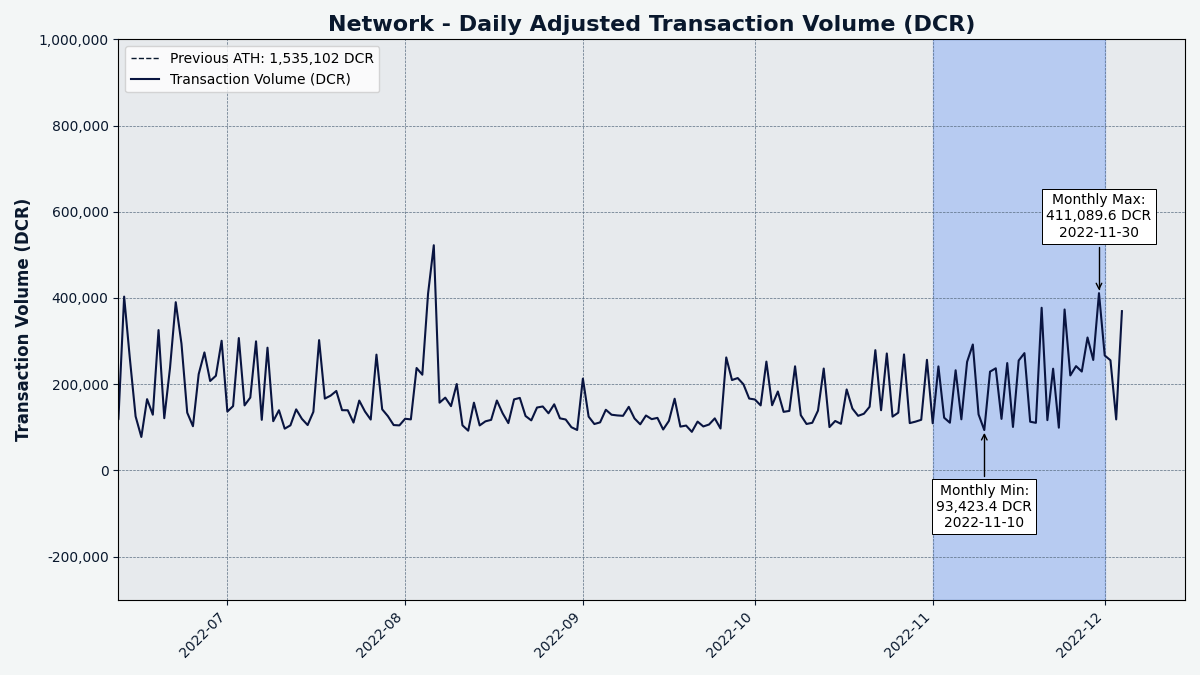 Network - Daily Adjusted Transaction Volume (DCR)
Previous ATH: 1,535,102 DCR
Transaction Volume (DCR)
Transaction Volume (DCR)
1,000,000
800,000
600,000
400,000
200,000
0
-200,000
Monthly Max:
411,089.6 DCR
2022-11-30
Monthly Min:
93,423.4 DCR
2022-11-10
2022-07
2022-08
2022-09
2022-10
2022-11
2022-12